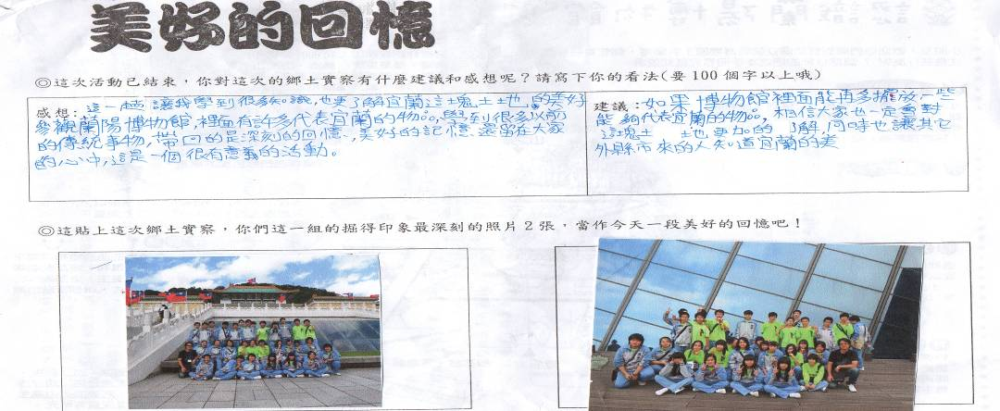 美好的回憶
◎這次活動已結束，你對這次的鄉土實察有什麼建議和感想呢？請寫下你的看法(要100個字以上哦)
感想：這一趟讓我學到很多知識，也更了解宜蘭這塊土土地的美好
參觀蘭陽博物館，裡面有許多代表宜蘭的物品，學到很多以前
的傳統事物，帶回的是深刻的回憶，美好的記憶還留在大家
的心中，這是一個很有意義的活動。
建議：如果博物館裡面能再多擺放一些
能夠代表宜蘭的物品，相信大家也一定會對
這塊土 地更加的了解，同時也讓其它
外縣市來的人知道宜蘭的美
◎這貼上這次鄉土實察，你們這一組的掘得印象最深刻的照片2張，當作今天一段美好的回憶吧！